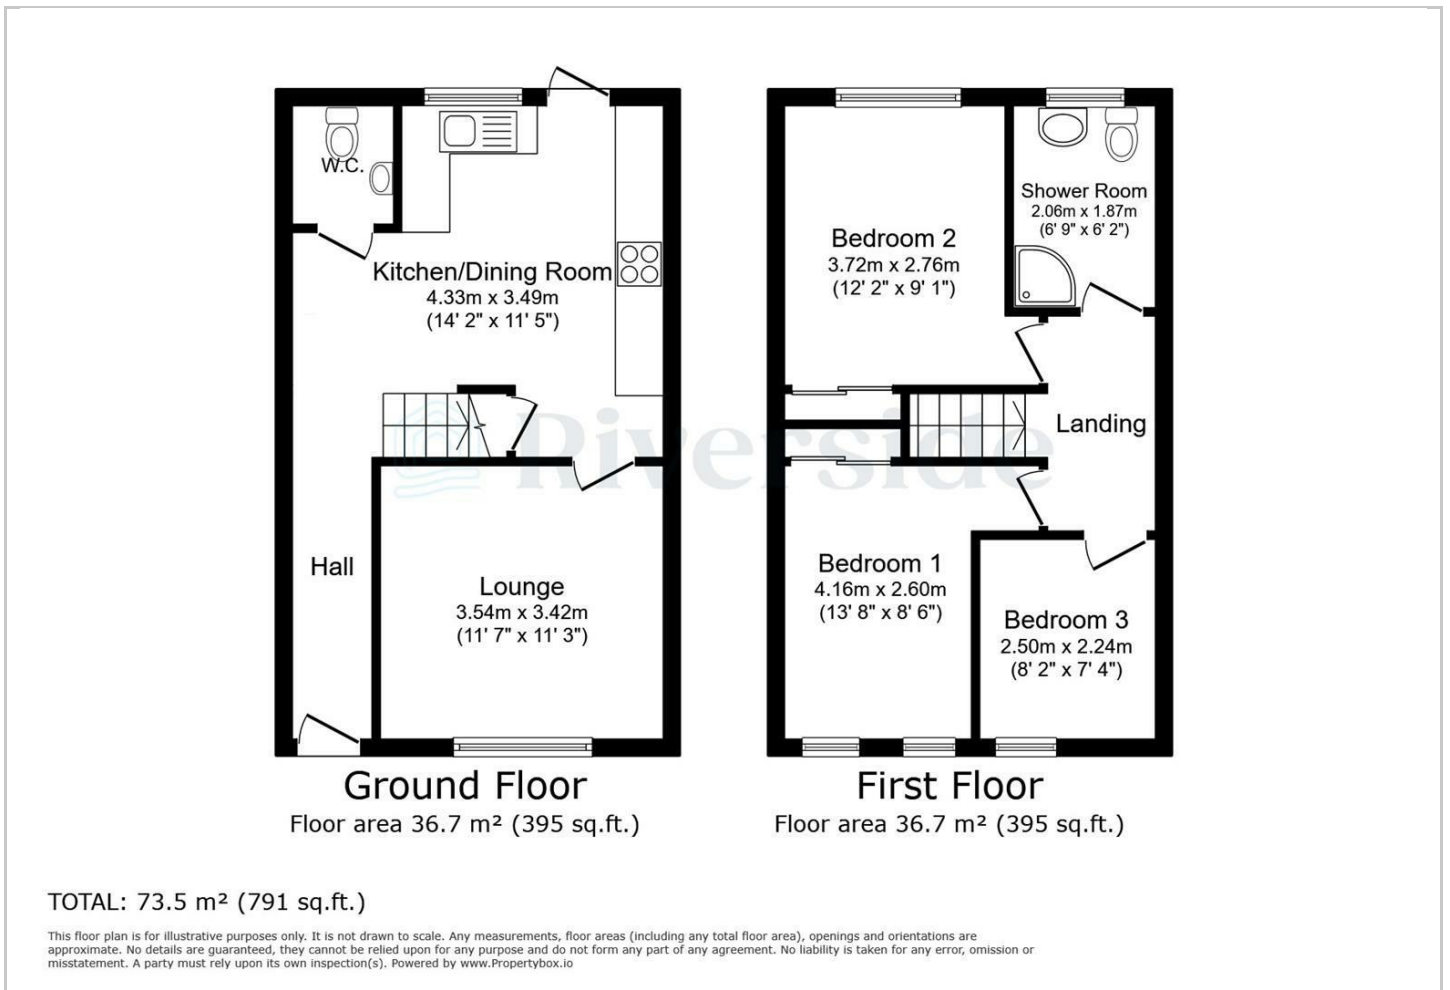 W.C.
Kitchen/Dining Room
4.33m x 3.49m
(14' 2" x 11' 5")
Hall
Lounge
3.54m x 3.42m
(11' 7" x 11' 3")
Ground Floor
Floor area 36.7 m² (395 sq.ft.)
Shower Room
2.06m x 1.87m
(6' 9" x 6' 2")
Bedroom 2
3.72m x 2.76m
(12' 2" x 9' 1")
Landing
Bedroom 1
4.16m x 2.60m
(13' 8" x 8' 6")
Bedroom 3
2.50m x 2.24m
(8' 2" x 7' 4")
First Floor
Floor area 36.7 m² (395 sq.ft.)
Riverside
TOTAL: 73.5 m² (791 sq.ft.)
This floor plan is for illustrative purposes only. It is not drawn to scale. Any measurements, floor areas (including any total floor area), openings and orientations are
approximate. No details are guaranteed, they cannot be relied upon for any purpose and do not form any part of any agreement. No liability is taken for any error, omission or
misstatement. A party must rely upon its own inspection(s). Powered by www.Propertybox.io